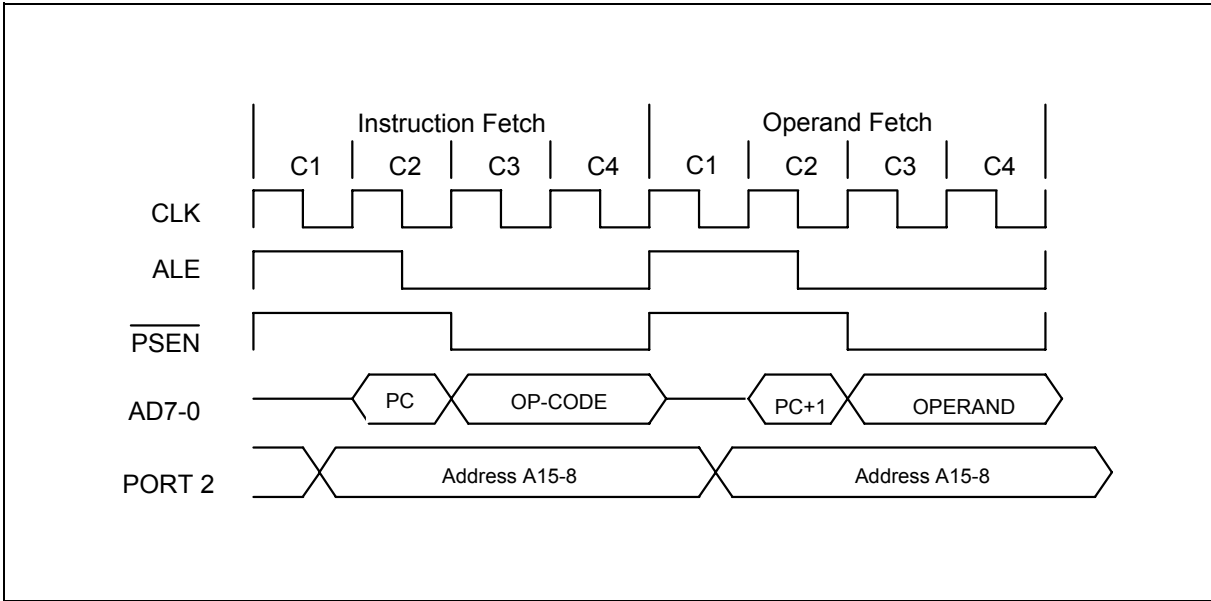 Instruction Fetch Operand Fetch
C1 C2 C3 C4 C1 C2 C3 C4
CLK
ALE
PSEN
AD7-0 PC OP-CODE PC+1 OPERAND
PORT 2 Address A15-8 Address A15-8